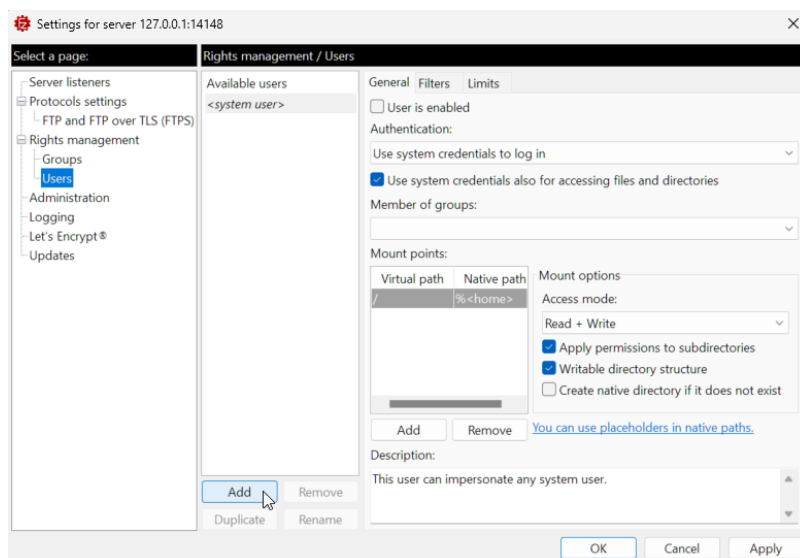 Settings for server 127.0.0.1:14148
Select a page:
Server listeners
Protocols settings
FTP and FTP over TLS (FTPS)
Rights management
Groups
Users
Administration
Logging
Let's Encrypt®
Updates
Rights management / Users
Available users
<system user>
Add
Remove
Duplicate
Rename
General Filters Limits
User is enabled
Authentication:
Use system credentials to log in
Use system credentials also for accessing files and directories
Member of groups:
Mount points:
Virtual path Native path
/ %<home>
Add Remove
Mount options
Access mode:
Read + Write
Apply permissions to subdirectories
Writable directory structure
Create native directory if it does not exist
You can use placeholders in native paths.
Description:
This user can impersonate any system user.
OK Cancel Apply